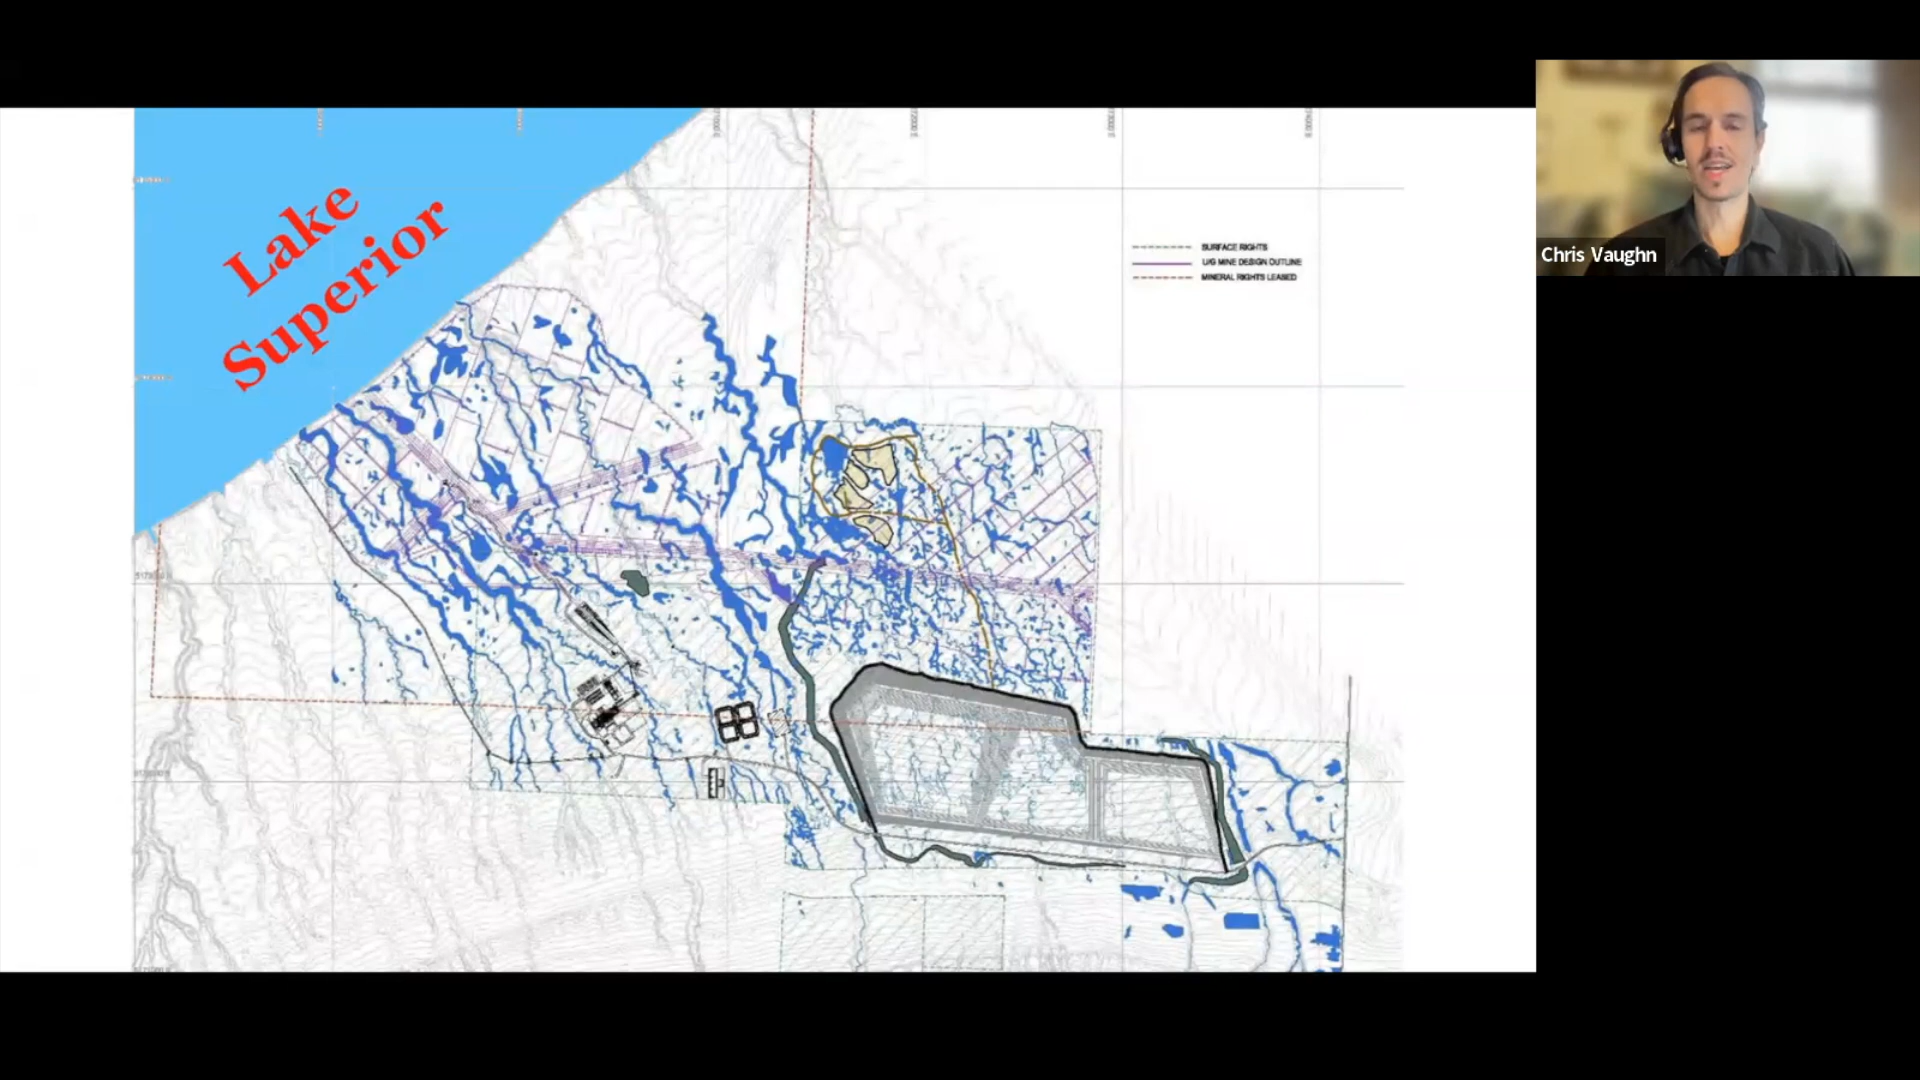 Lake
Superior
SURFACE RIGHTS
U/G MINE DESIGN OUTLINE
MINERAL RIGHTS LEASED
Chris Vaughn